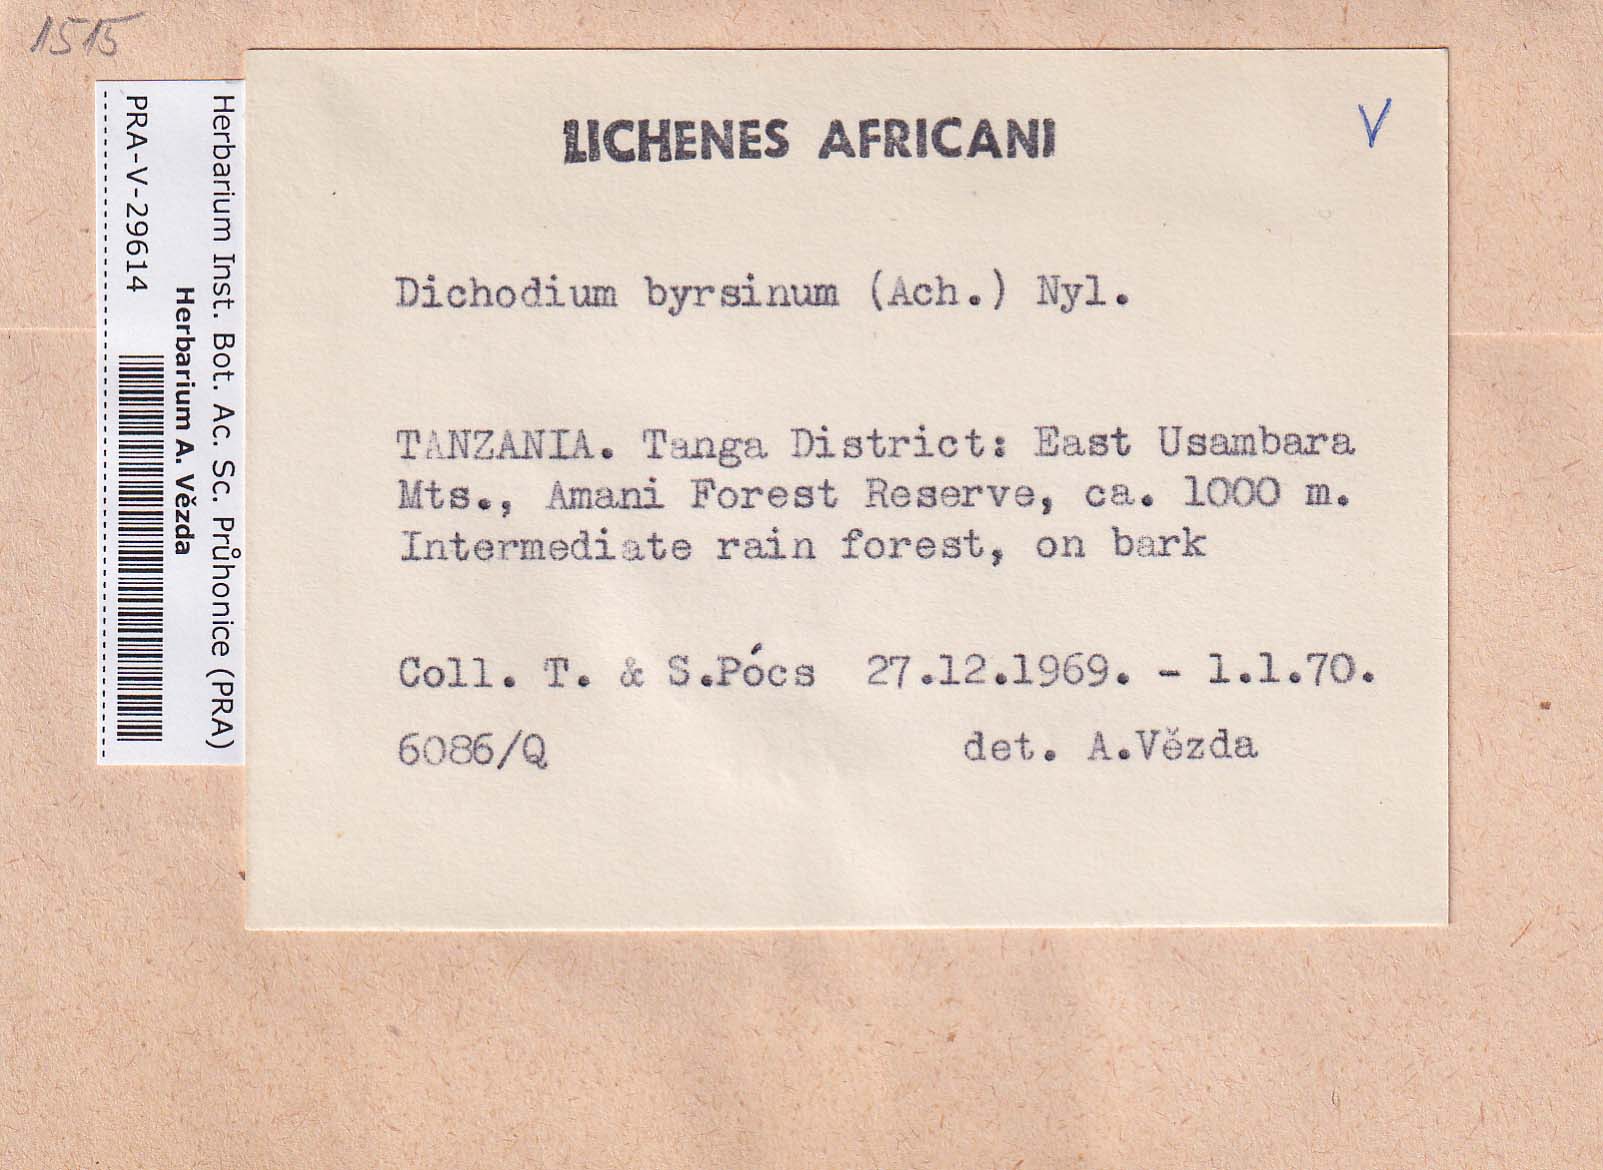 1515
Herbarium Inst. Bot. Ac. Sc. Průhonice (PRA)
Herbarium A. Vězda
PRA-V-29614
LICHENES AFRICANI
V
Dichodium byrsinum (Ach.) Nyl.
TANZANIA. Tanga District: East Usambara
Mts., Amani Forest Reserve, ca. 1000 m.
Intermediate rain forest, on bark
Coll. T. & S.Pócs 27.12.1969. - 1.1.70.
6086/Q det. A.Vězda